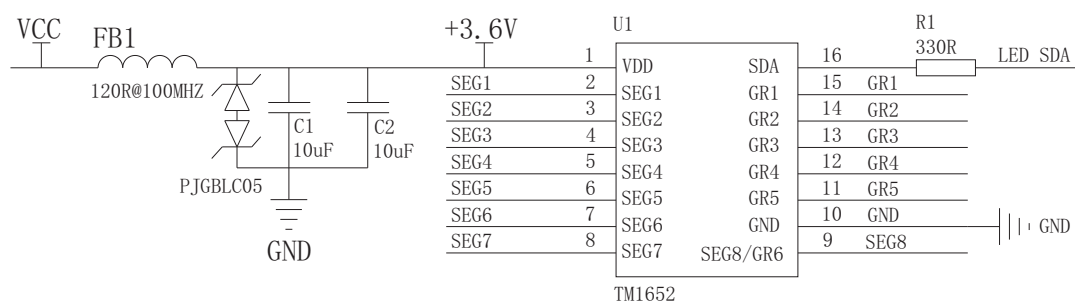 VCC
FB1
120R@100MHZ
PJGBLC05
C1
10uF
C2
10uF
GND
+3.6V
U1
1 VDD SDA 16
SEG1 2 SEG1 GR1 15 GR1
SEG2 3 SEG2 GR2 14 GR2
SEG3 4 SEG3 GR3 13 GR3
SEG4 5 SEG4 GR4 12 GR4
SEG5 6 SEG5 GR5 11 GR5
SEG6 7 SEG6 GND 10 GND
SEG7 8 SEG7 SEG8/GR6 9 SEG8
TM1652
R1
330R
LED SDA
GND